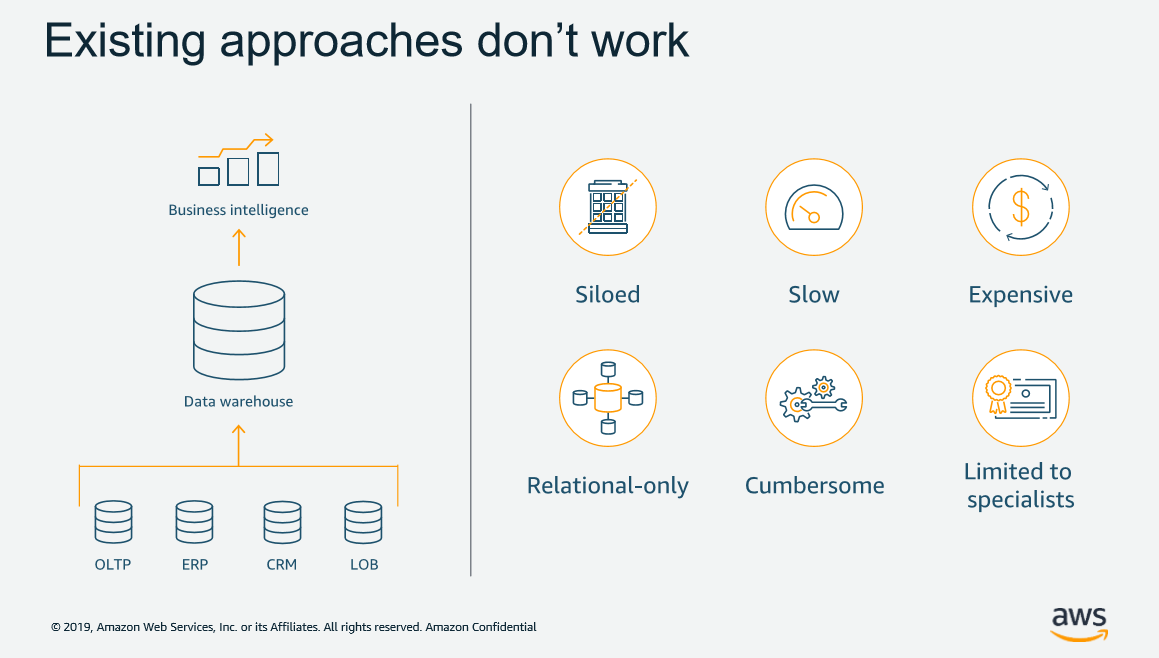 Existing approaches don’t work
Business intelligence
Data warehouse
OLTP
ERP
CRM
LOB
Siloed
Slow
Expensive
Relational-only
Cumbersome
Limited to
specialists
© 2019, Amazon Web Services, Inc. or its Affiliates. All rights reserved. Amazon Confidential
aws